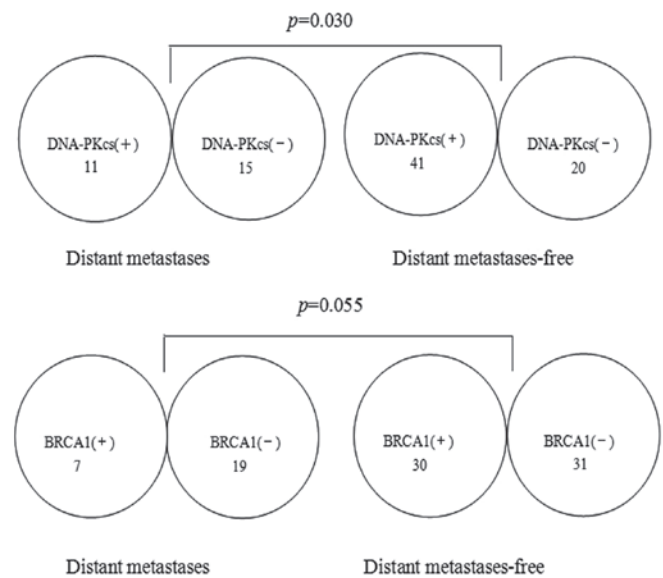 p=0.030
DNA-PKcs(+) DNA-PKcs(−) DNA-PKcs(+) DNA-PKcs(−)
11 15 41 20
Distant metastases Distant metastases-free
p=0.055
BRCA1(+) BRCA1(−) BRCA1(+) BRCA1(−)
7 19 30 31
Distant metastases Distant metastases-free